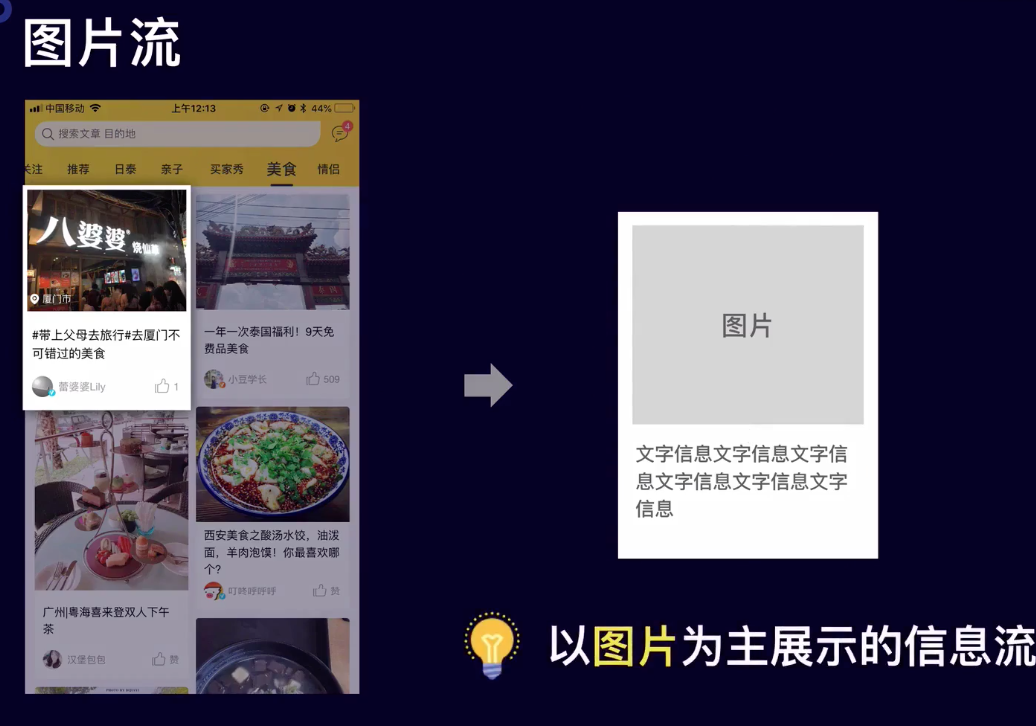 图片流
中国移动 上午12:13 44%
搜索文章 目的地
4
关注 推荐 日泰 亲子 买家秀 美食 情侣
八婆婆
烧仙草
厦门市
#带上父母去旅行#去厦门不
可错过的美食
蕾婆婆Lily 1
一年一次泰国福利！9天免
费品美食
小豆学长 509
广州|粤海喜来登双人下午
茶
汉堡包包 赞
西安美食之酸汤水饺，油泼
面，羊肉泡馍！你最喜欢哪
个？
叮咚呼呼呼 赞
图片
文字信息文字信息文字信
息文字信息文字信息文字
信息
以图片为主展示的信息流